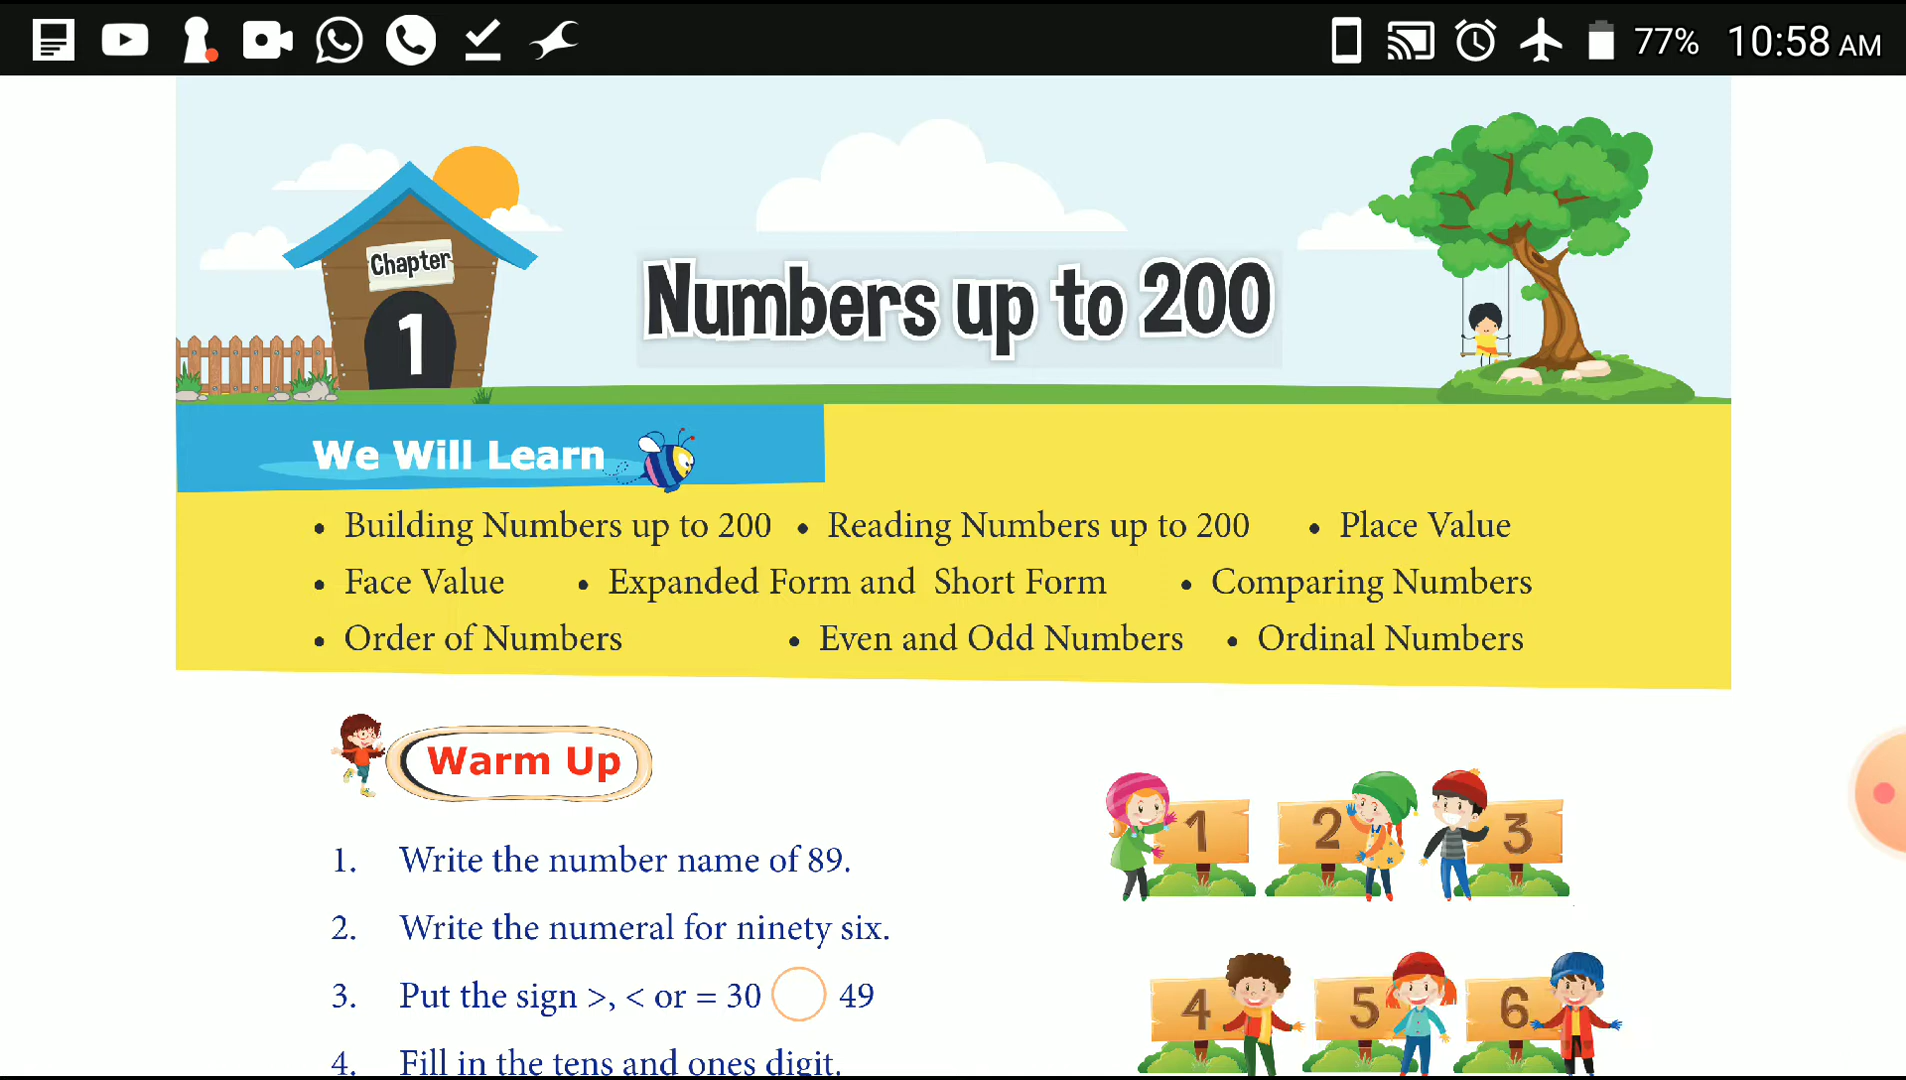 77% 10:58 AM
Chapter
1
Numbers up to 200
We Will Learn
• Building Numbers up to 200 • Reading Numbers up to 200 • Place Value
• Face Value • Expanded Form and Short Form • Comparing Numbers
• Order of Numbers • Even and Odd Numbers • Ordinal Numbers
Warm Up
1 2 3
1. Write the number name of 89.
2. Write the numeral for ninety six.
3. Put the sign >, < or = 30 49
4 5 6
4. Fill in the tens and ones digit.